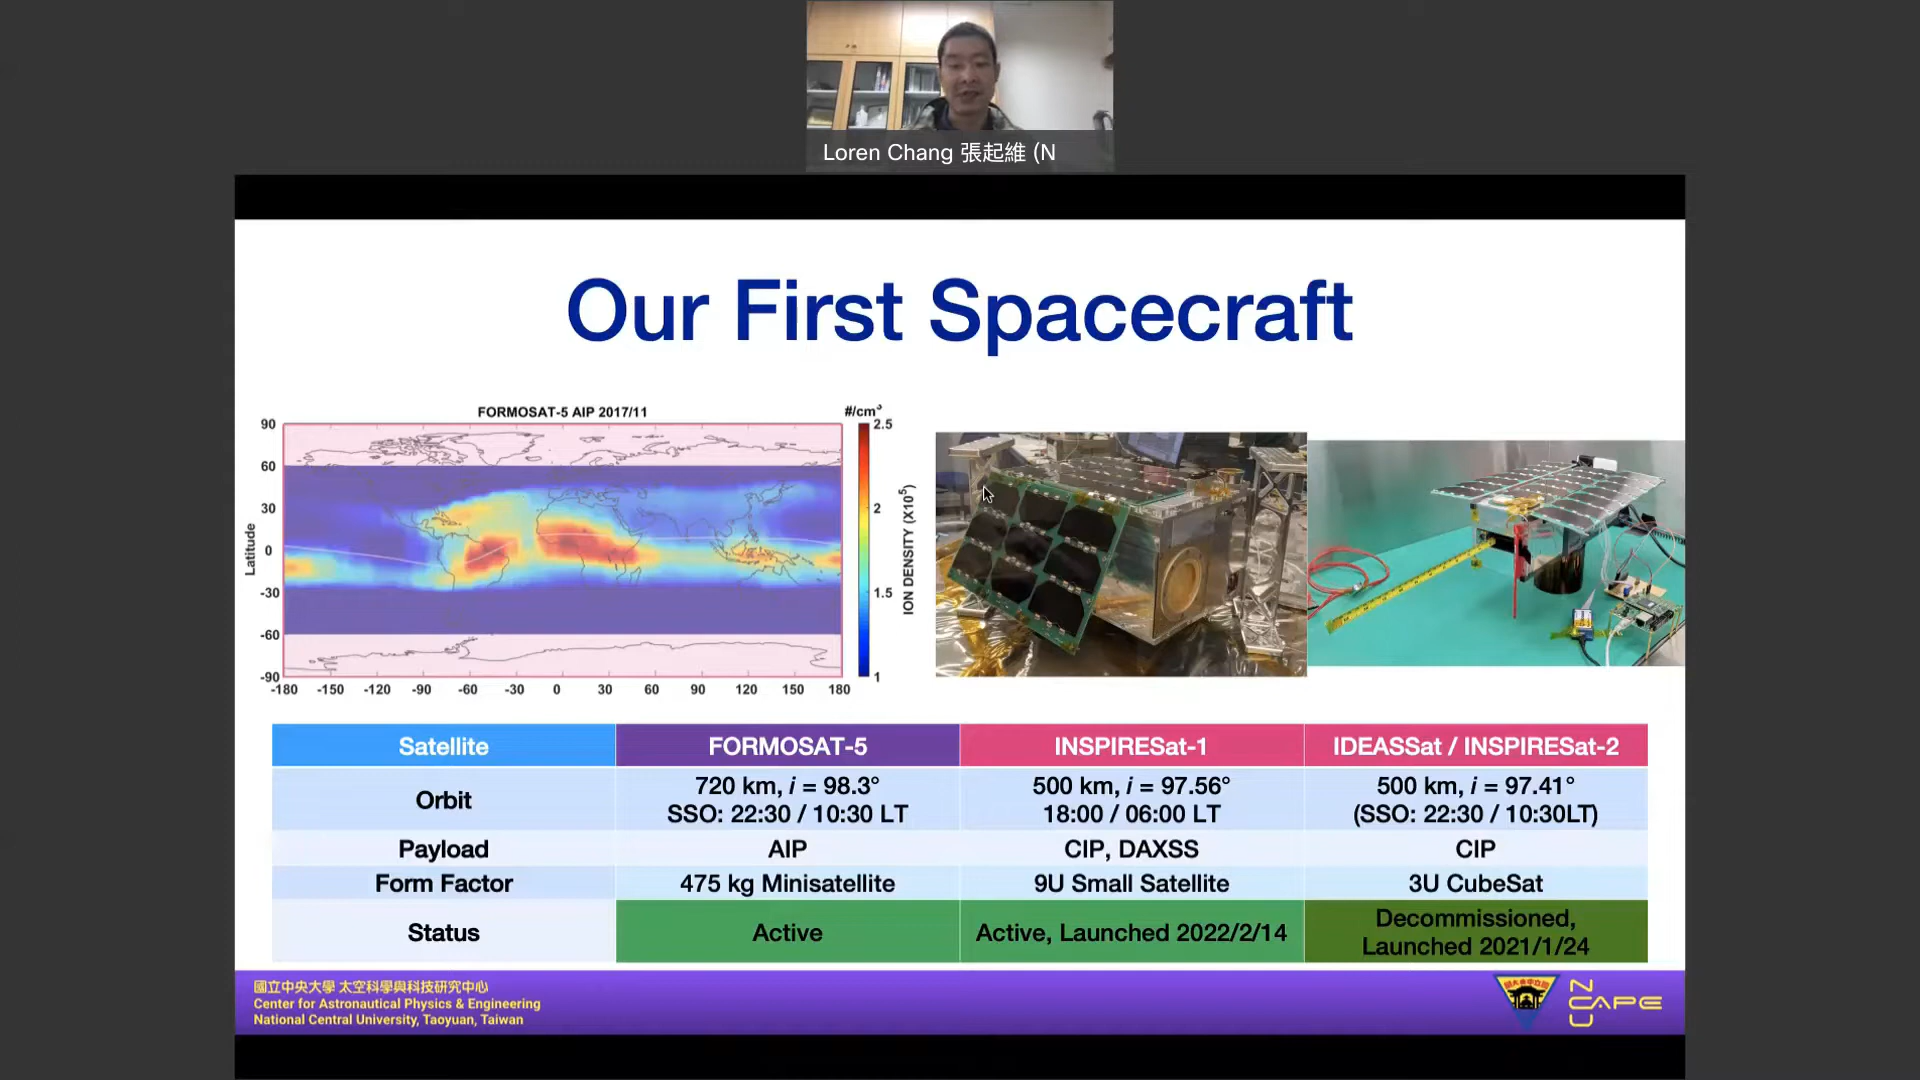 Loren Chang 張起維 (N
Our First Spacecraft
FORMOSAT-5 AIP 2017/11
#/cm³
90
60
30
0
-30
-60
-90
Latitude
-180 -150 -120 -90 -60 -30 0 30 60 90 120 150 180
2.5
2
1.5
1
ION DENSITY (X10⁵)
Satellite FORMOSAT-5 INSPIRESat-1 IDEASSat / INSPIRESat-2
Orbit
720 km, i = 98.3°
SSO: 22:30 / 10:30 LT
500 km, i = 97.56°
18:00 / 06:00 LT
500 km, i = 97.41°
(SSO: 22:30 / 10:30LT)
Payload AIP CIP, DAXSS CIP
Form Factor 475 kg Minisatellite 9U Small Satellite 3U CubeSat
Status Active Active, Launched 2022/2/14
Decommissioned,
Launched 2021/1/24
國立中央大學 太空科學與科技研究中心
Center for Astronautical Physics & Engineering
National Central University, Taoyuan, Taiwan
N
CAPE
U